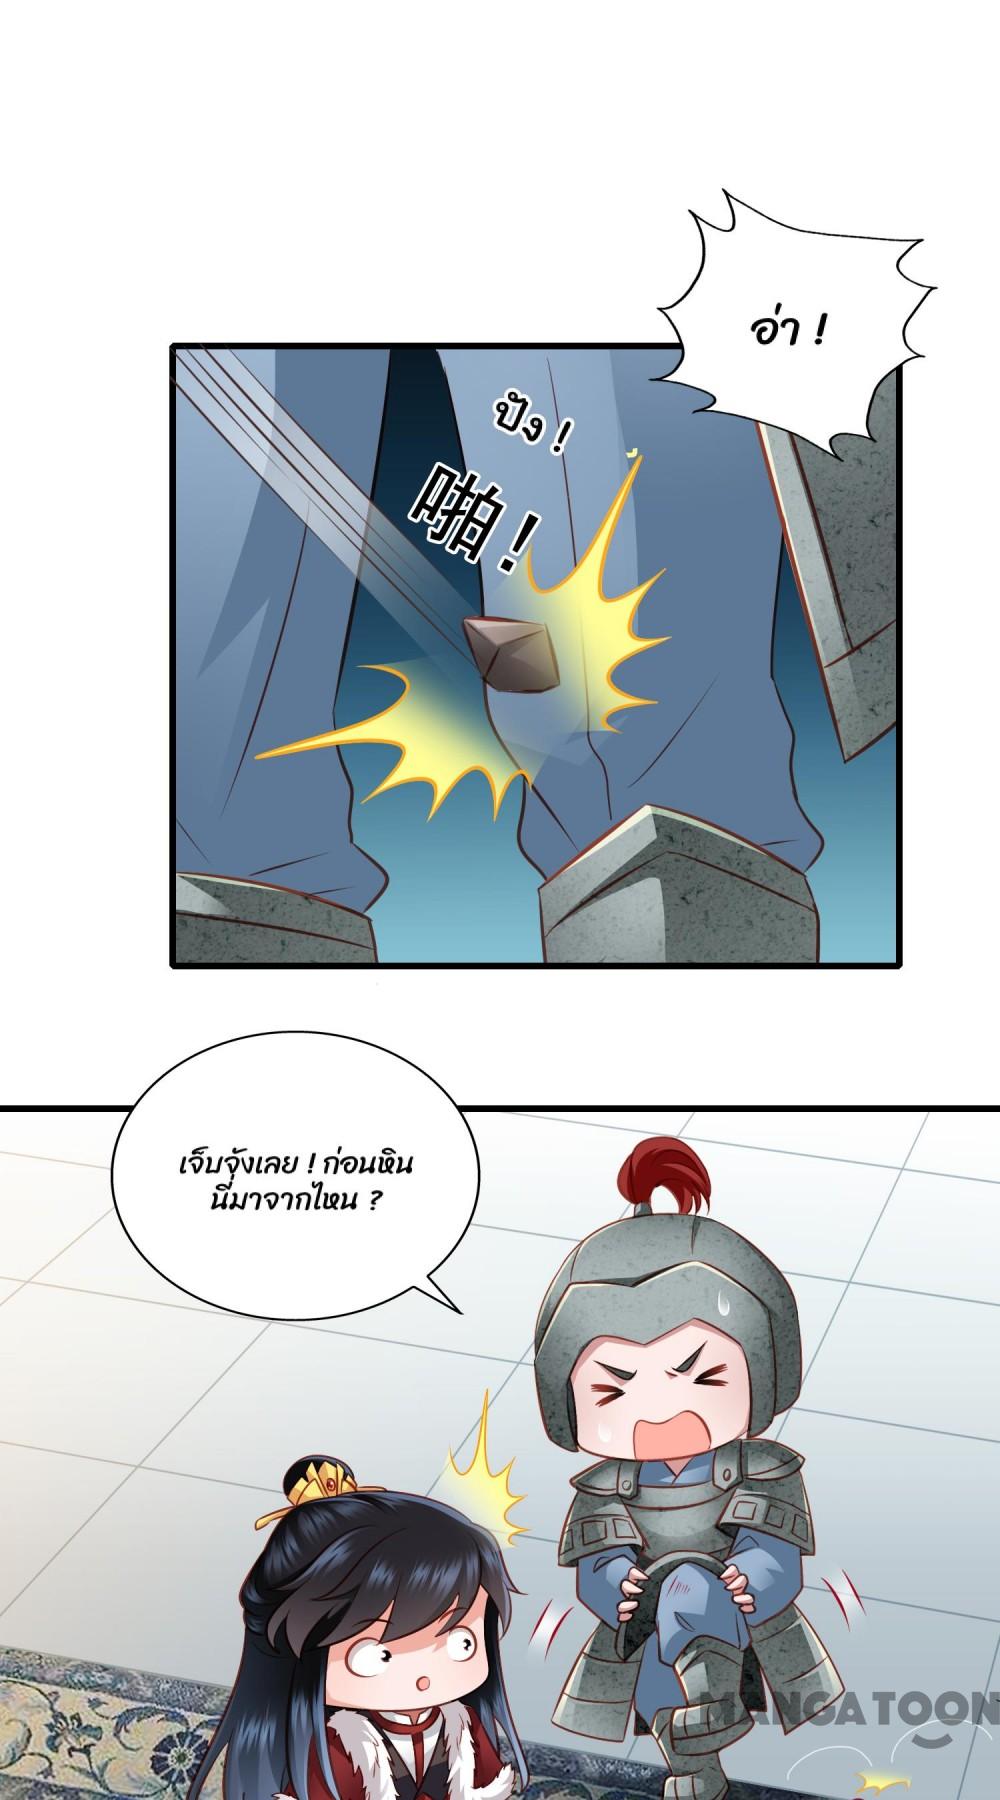 อ่า !
ปัง !
啪！
เจ็บจังเลย ! ก่อนหิน
นี่มาจากไหน ?
MANGATOON